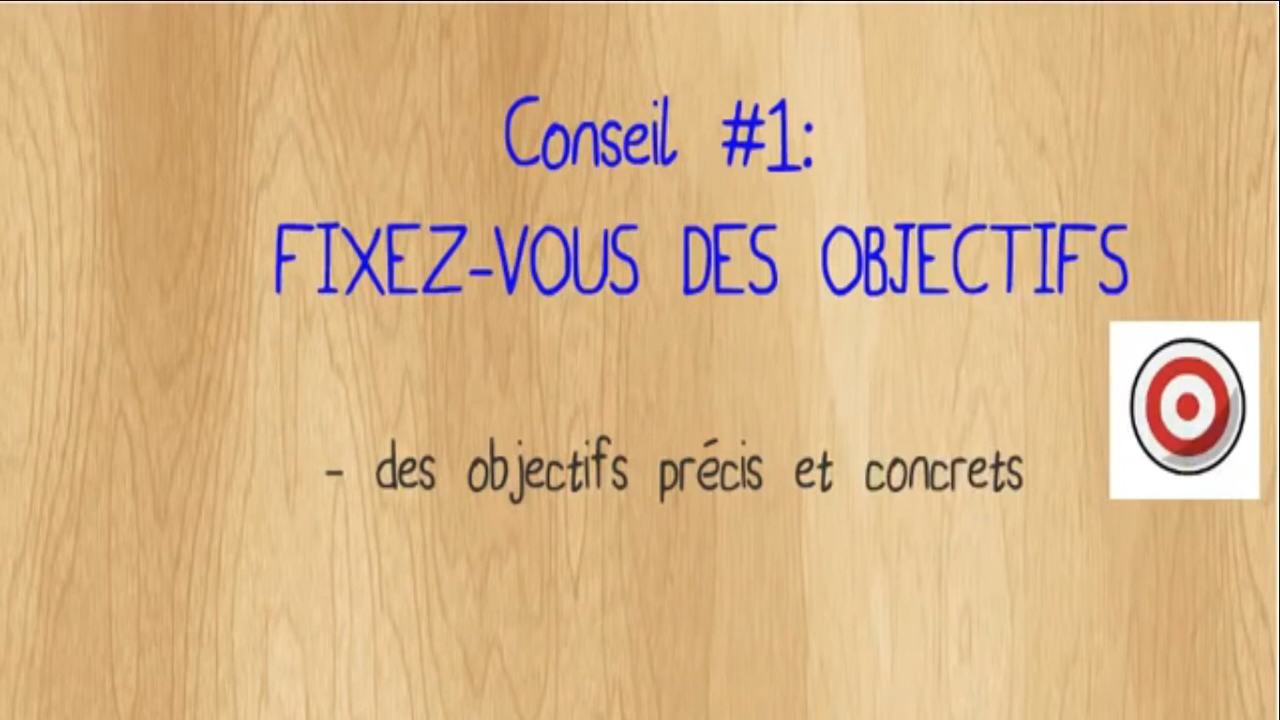 Conseil #1:
FIXEZ-VOUS DES OBJECTIFS
- des objectifs précis et concrets